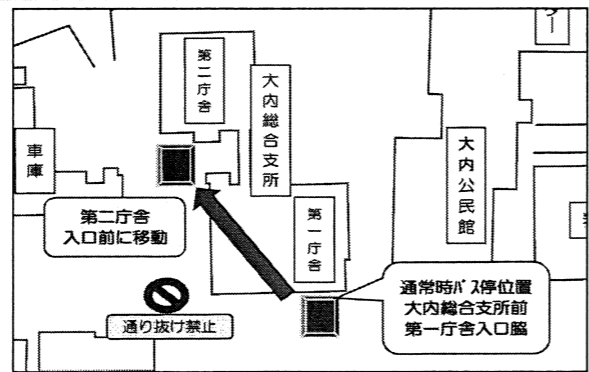 第二庁舎
大内総合支所
車庫
大内公民館
第一庁舎
第二庁舎
入口前に移動
通り抜け禁止
通常時バス停位置
大内総合支所前
第一庁舎入口脇